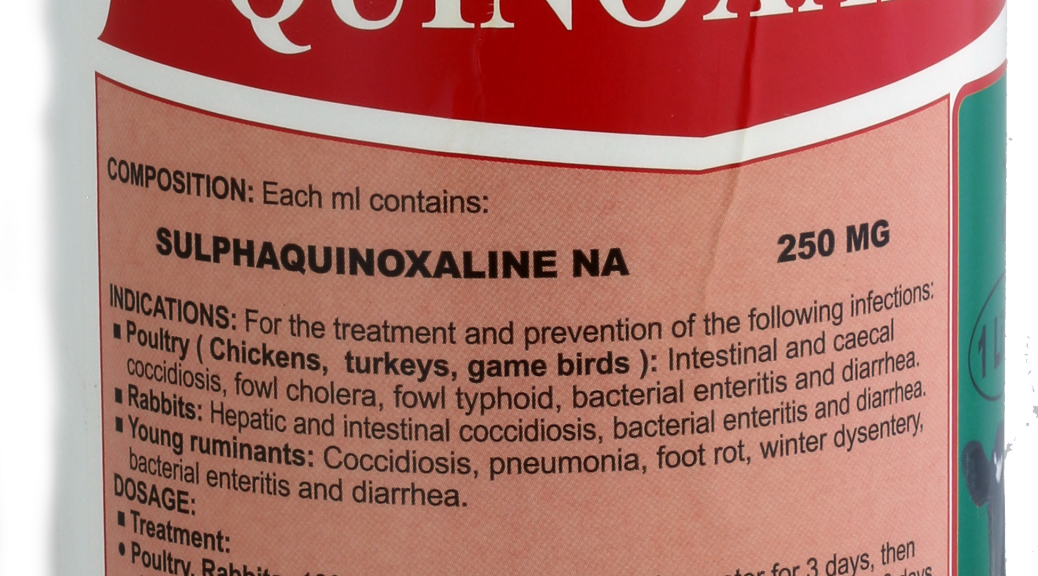 COMPOSITION: Each ml contains:
SULPHAQUINOXALINE NA 250 MG
INDICATIONS: For the treatment and prevention of the following infections:
▪ Poultry ( Chickens, turkeys, game birds ): Intestinal and caecal
coccidiosis, fowl cholera, fowl typhoid, bacterial enteritis and diarrhea.
▪ Rabbits: Hepatic and intestinal coccidiosis, bacterial enteritis and diarrhea.
▪ Young ruminants: Coccidiosis, pneumonia, foot rot, winter dysentery,
bacterial enteritis and diarrhea.
DOSAGE:
▪ Treatment:
• Poultry, for 3 days, then